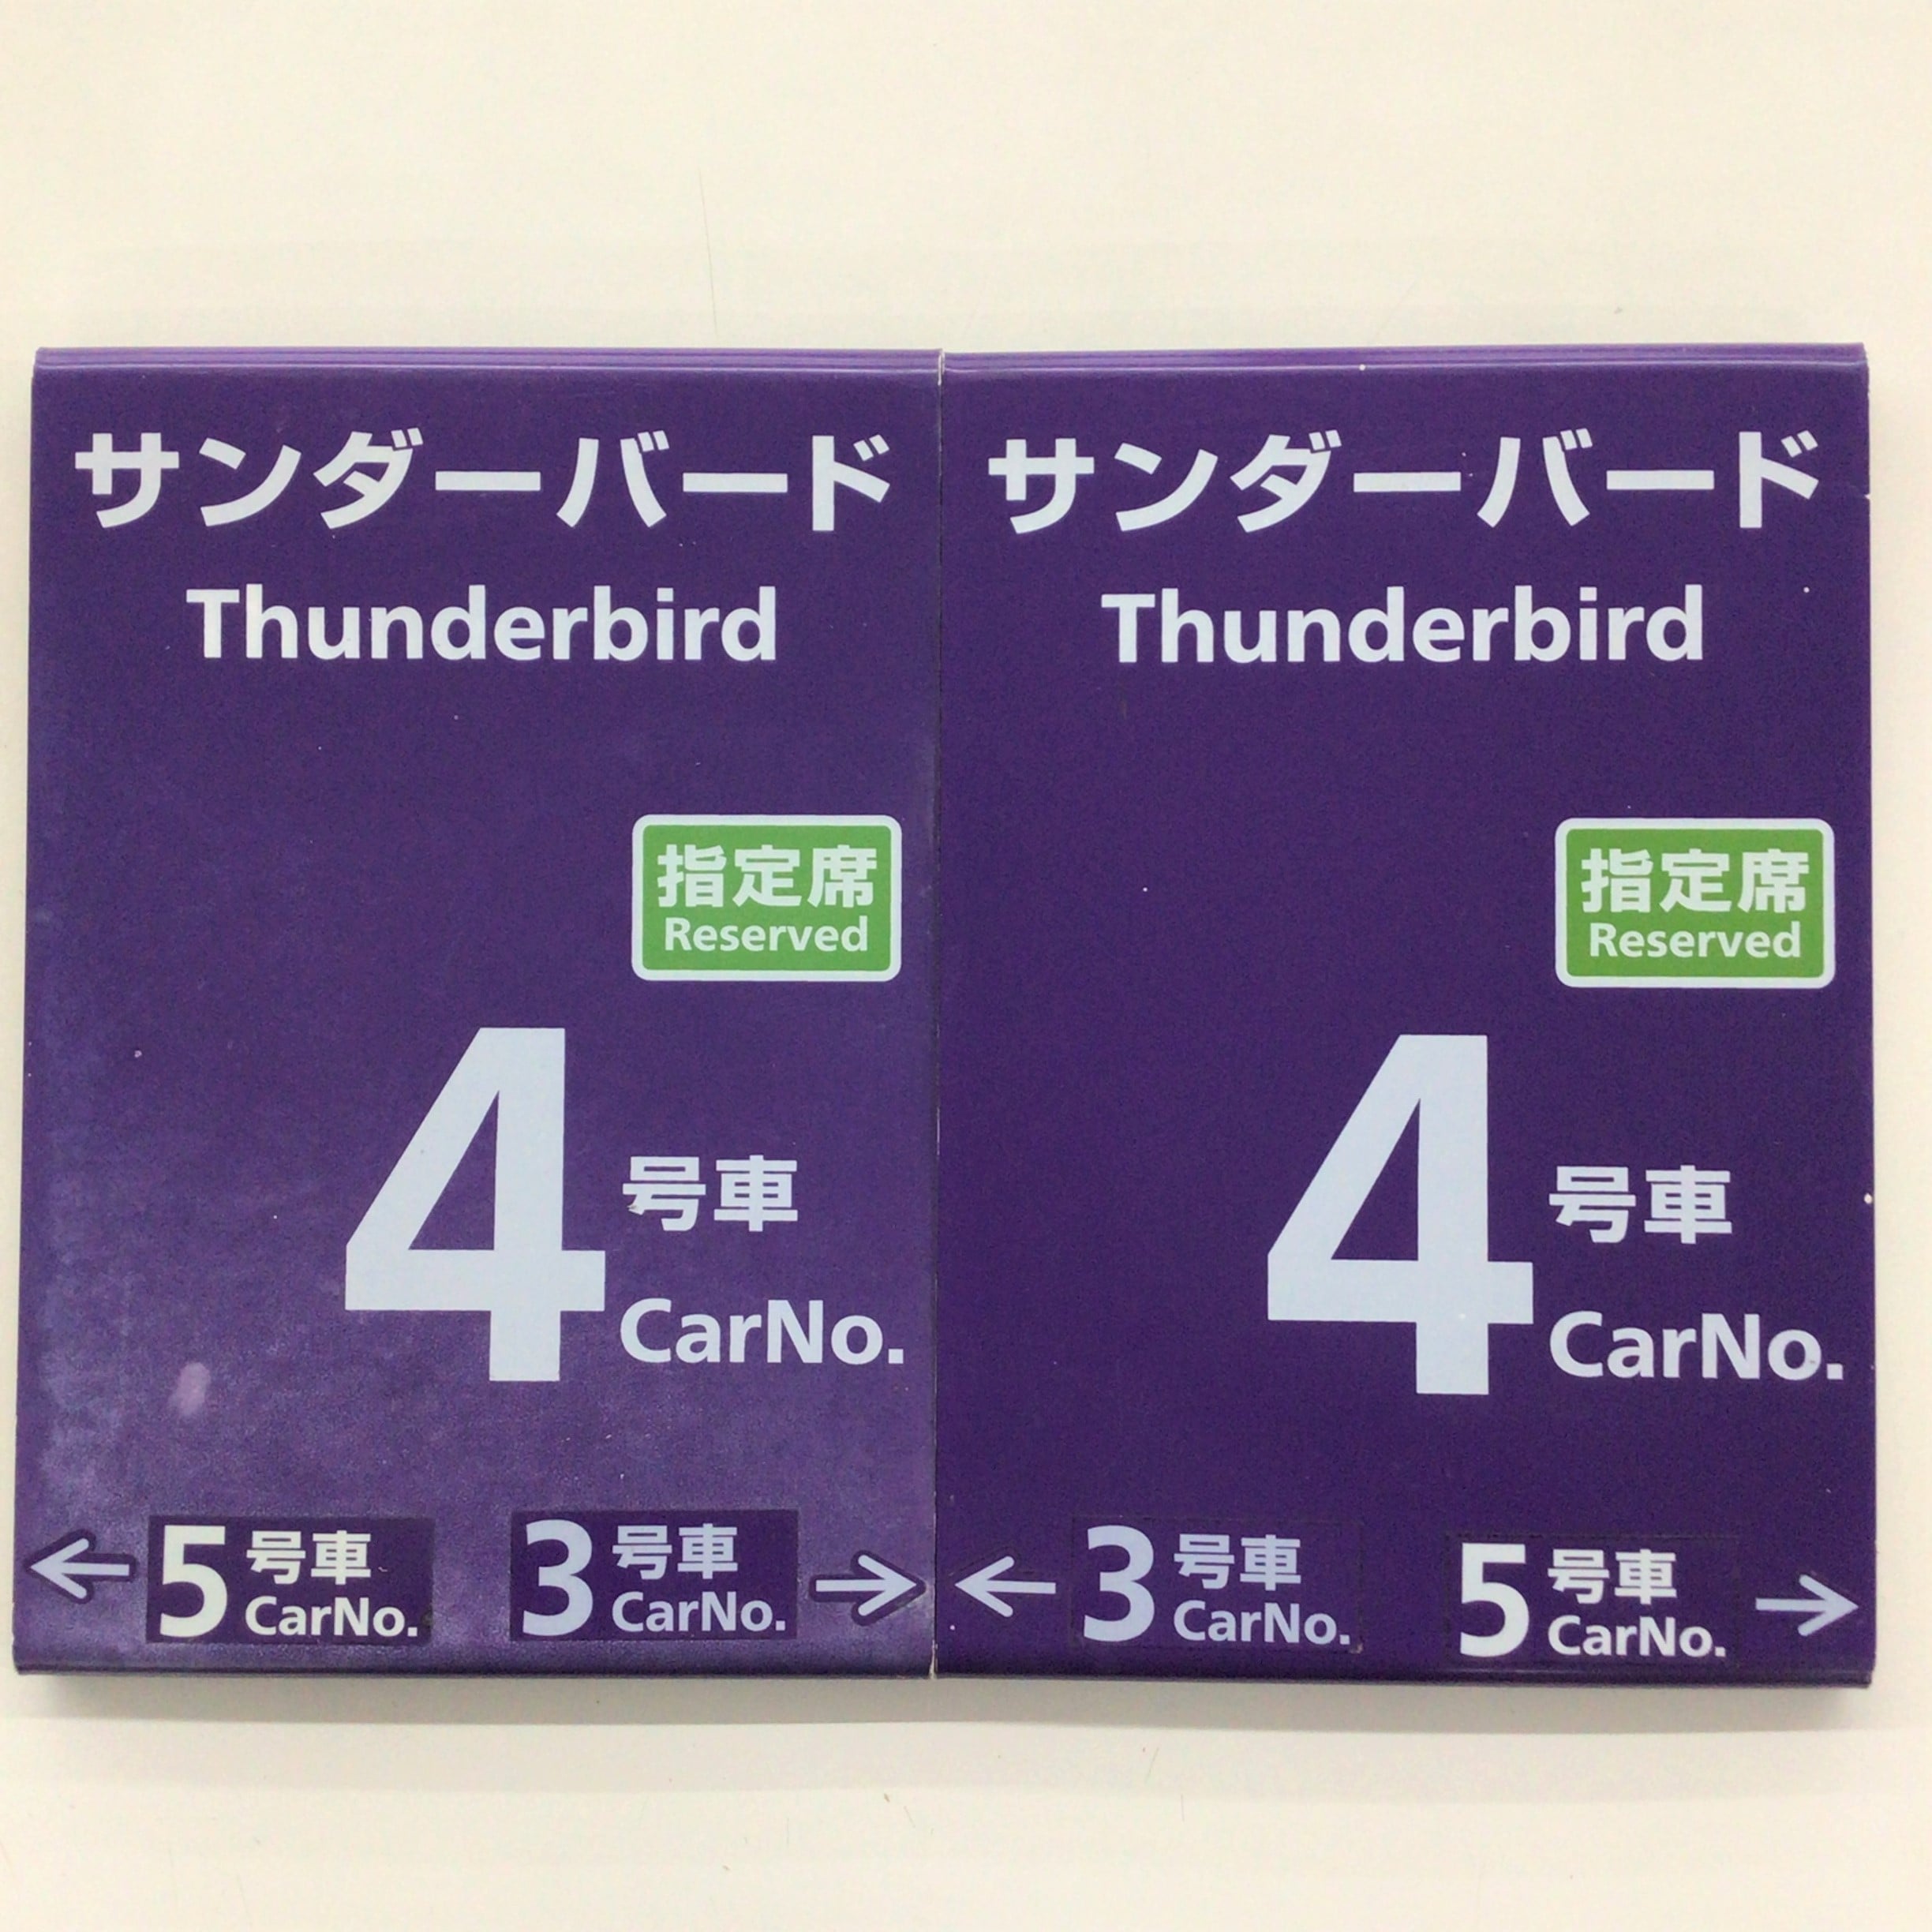 サンダーバード
Thunderbird
指定席
Reserved
4号車
CarNo.
← 5号車 CarNo. 3号車 CarNo. →
サンダーバード
Thunderbird
指定席
Reserved
4号車
CarNo.
← 3号車 CarNo. 5号車 CarNo. →